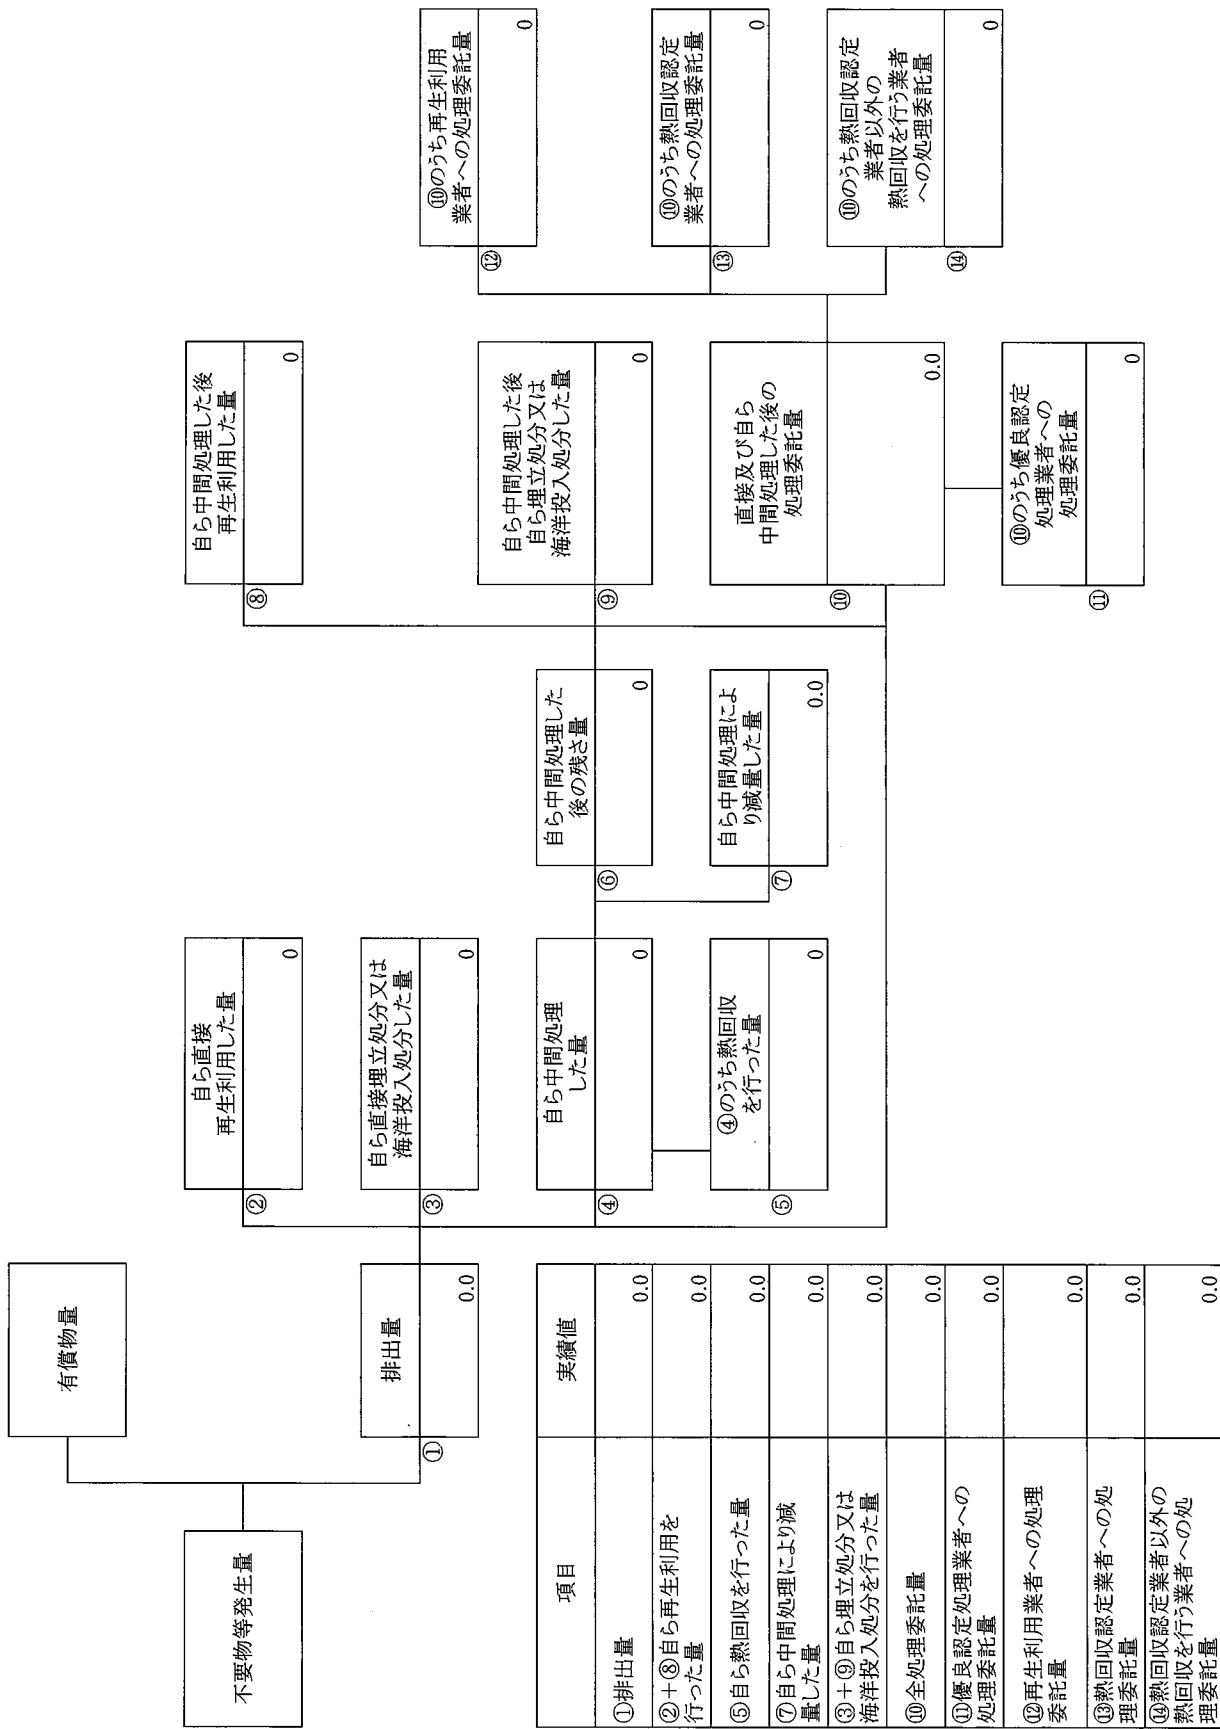 不要物等発生量
有償物量
排出量
①
0.0
自ら直接
再生利用した量
②
0
自ら直接埋立処分又は
海洋投入処分した量
③
0
自ら中間処理
した量
④
0
④のうち熱回収
を行った量
⑤
0
自ら中間処理した
後の残さ量
⑥
0
自ら中間処理によ
り減量した量
⑦
0.0
自ら中間処理した後
再生利用した量
⑧
0
自ら中間処理した後
自ら埋立処分又は
海洋投入処分した量
⑨
0
直接及び自ら
中間処理した後の
処理委託量
⑩
0.0
⑩のうち優良認定
処理業者への
処理委託量
⑪
0
⑩のうち再生利用
業者への処理委託量
⑫
0
⑩のうち熱回収認定
業者への処理委託量
⑬
0
⑩のうち熱回収認定
業者以外の
熱回収を行う業者
への処理委託量
⑭
0
項目 実績値
①排出量 0.0
②+⑧自ら再生利用を
行った量 0.0
⑤自ら熱回収を行った量 0.0
⑦自ら中間処理により減
量した量 0.0
③+⑨自ら埋立処分又は
海洋投入処分を行った量 0.0
⑩全処理委託量 0.0
⑪優良認定処理業者への
処理委託量 0.0
⑫再生利用業者への処理
委託量 0.0
⑬熱回収認定業者への処
理委託量 0.0
⑭熱回収認定業者以外の
熱回収を行う業者への処
理委託量 0.0